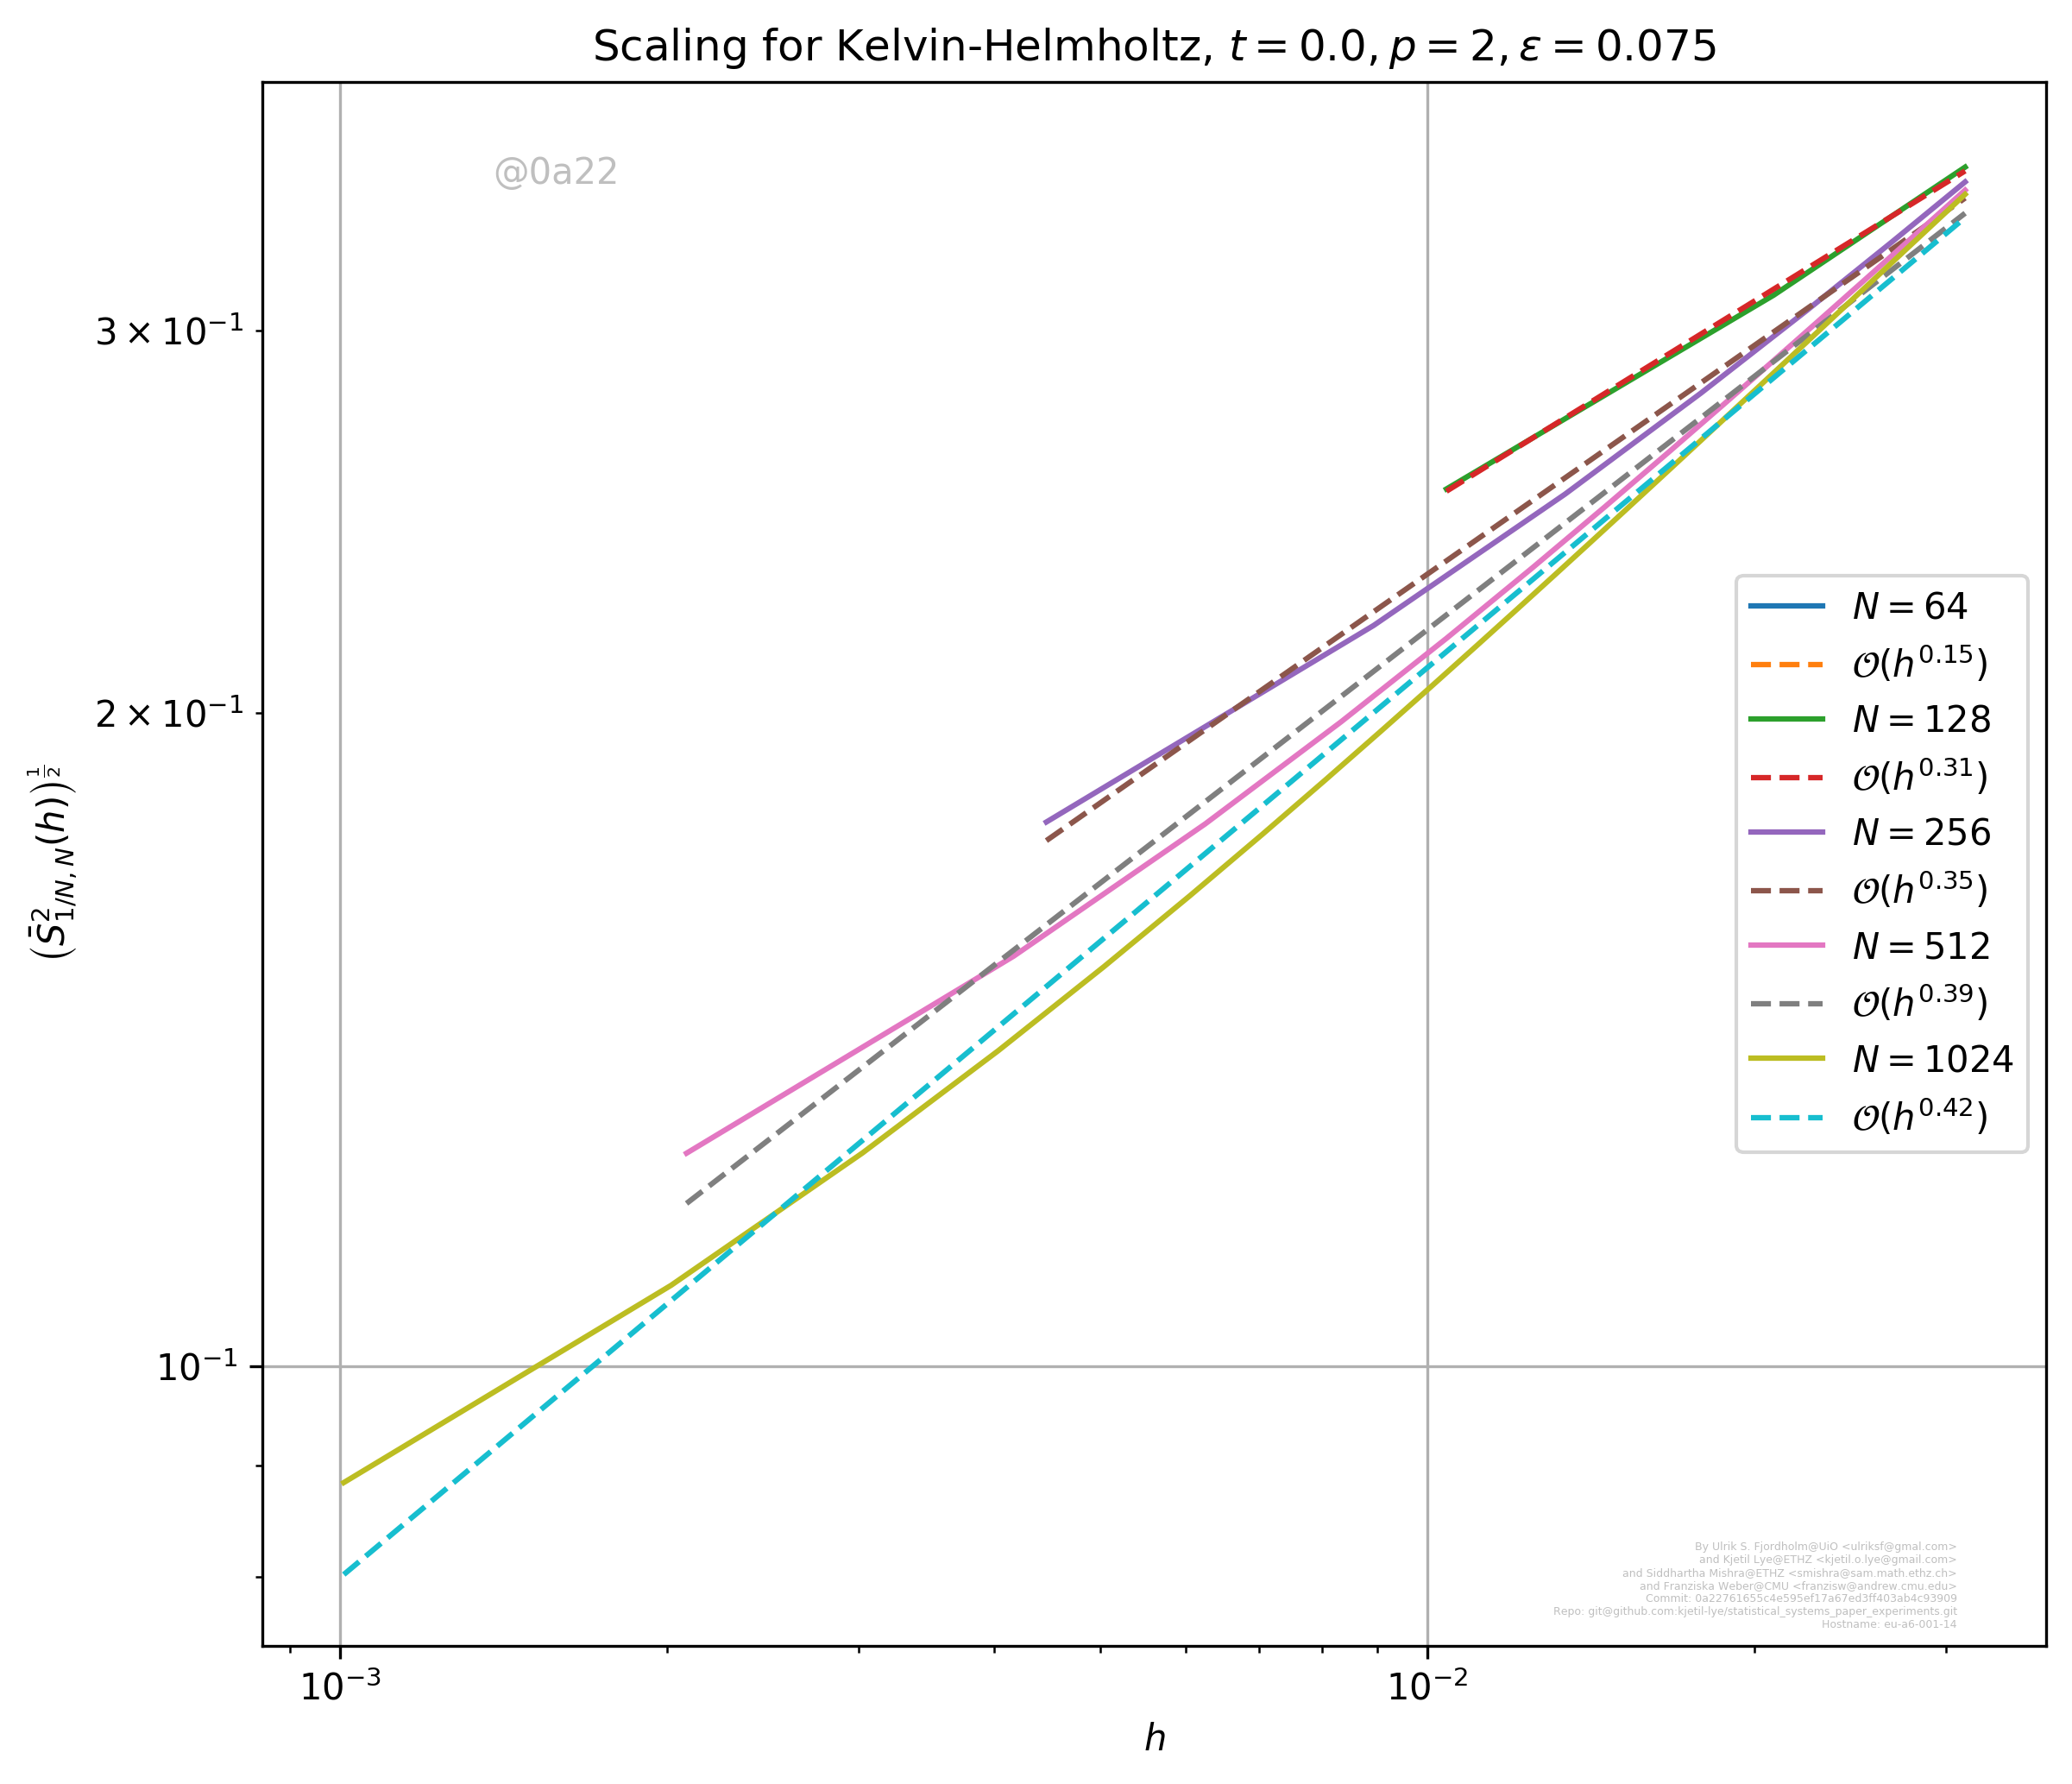 Scaling for Kelvin-Helmholtz, t = 0.0, p = 2, ε = 0.075
@0a22
3 × 10⁻¹
2 × 10⁻¹
10⁻¹
(S̄²₁/N, N(h))^½
N = 64
𝒪(h^0.15)
N = 128
𝒪(h^0.31)
N = 256
𝒪(h^0.35)
N = 512
𝒪(h^0.39)
N = 1024
𝒪(h^0.42)
By Ulrik S. Fjordholm@UiO <ulriksf@gmal.com>
and Kjetil Lye@ETHZ <kjetil.o.lye@gmail.com>
and Siddhartha Mishra@ETHZ <smishra@sam.math.ethz.ch>
and Franziska Weber@CMU <franzisw@andrew.cmu.edu>
Commit: 0a22761655c4e595ef17a67ed3ff403ab4c93909
Repo: git@github.com:kjetil-lye/statistical_systems_paper_experiments.git
Hostname: eu-a6-001-14
10⁻³
10⁻²
h